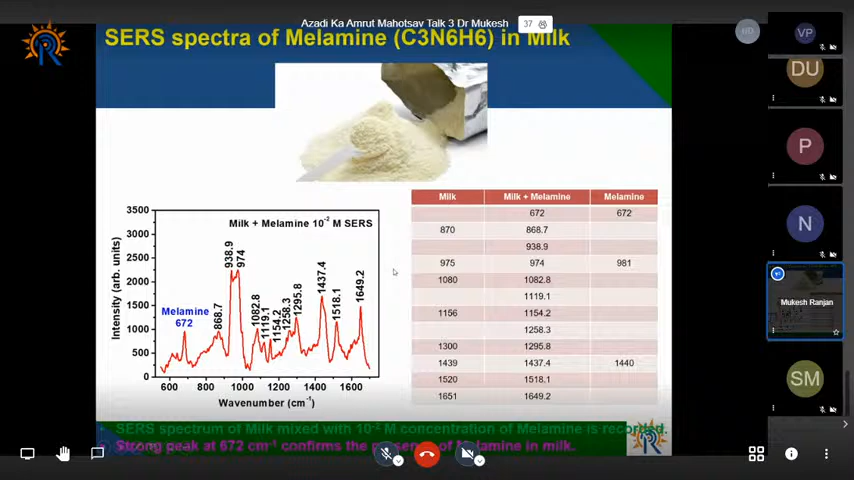 Azadi Ka Amrut Mahotsav Talk 3 Dr Mukesh
37
SERS spectra of Melamine (C3N6H6) in Milk
HD
VP
DU
P
N
Mukesh Ranjan
SM
Milk + Melamine 10⁻² M SERS
Intensity (arb. units)
3500
3000
2500
2000
1500
1000
500
0
Melamine
672
868.7
938.9
974
1082.8
1119.1
1154.2
1258.3
1295.8
1437.4
1518.1
1649.2
600 800 1000 1200 1400 1600
Wavenumber (cm⁻¹)
Milk Milk + Melamine Melamine
672 672
870 868.7
938.9
975 974 981
1080 1082.8
1119.1
1156 1154.2
1258.3
1300 1295.8
1439 1437.4 1440
1520 1518.1
1651 1649.2
SERS spectrum of Milk mixed with 10⁻² M concentration of Melamine is recorded.
Strong peak at 672 cm⁻¹ confirms the presence of Melamine in milk.